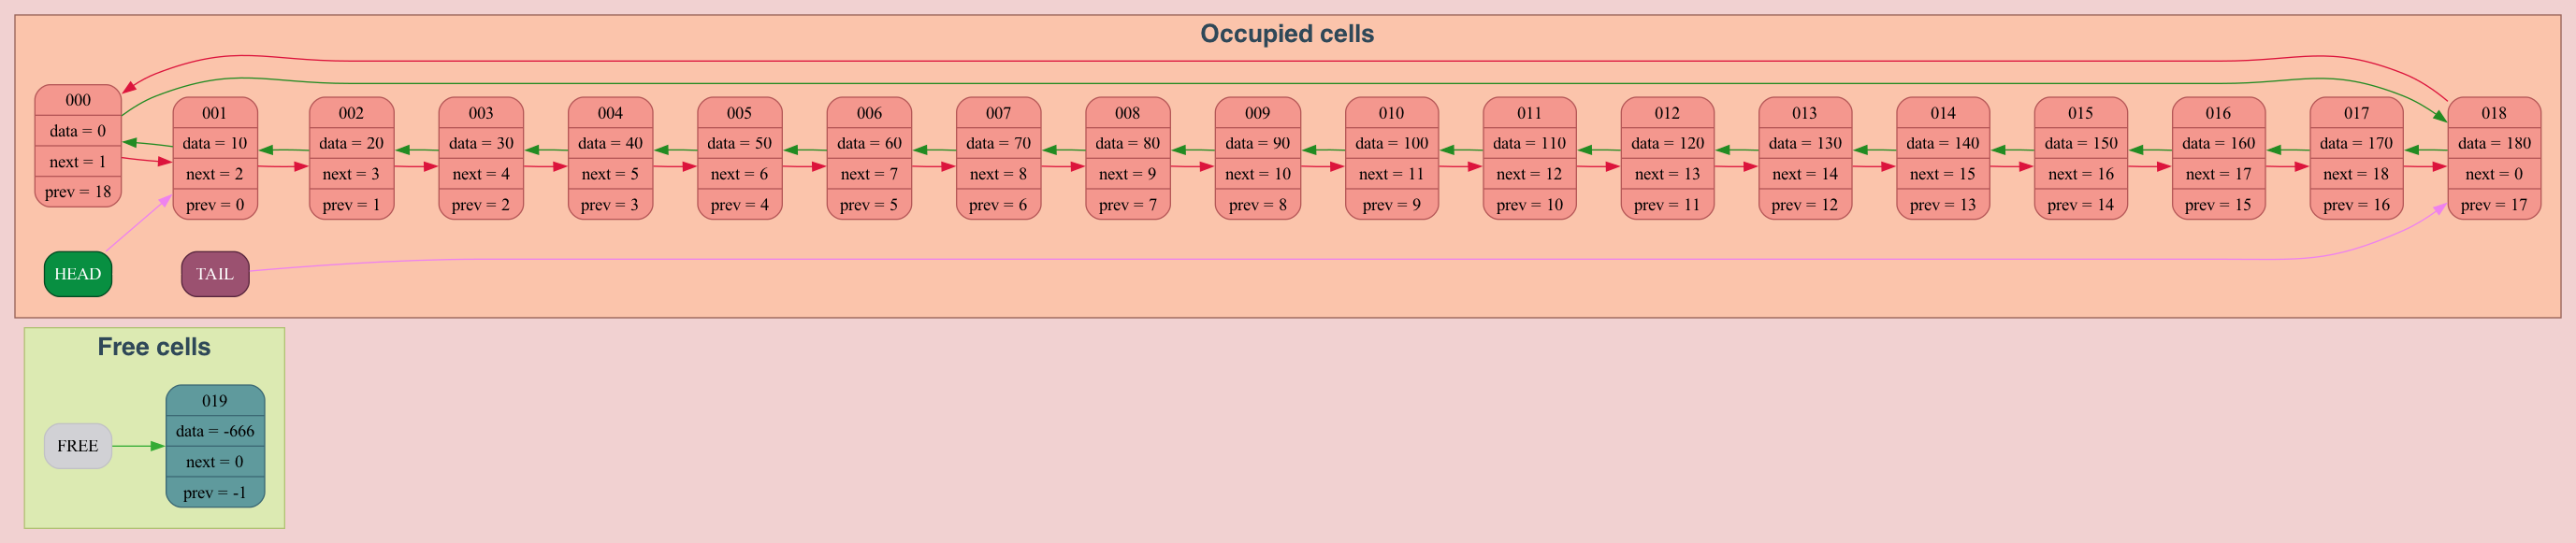 Occupied cells
000
data = 0
next = 1
prev = 18
001
data = 10
next = 2
prev = 0
002
data = 20
next = 3
prev = 1
003
data = 30
next = 4
prev = 2
004
data = 40
next = 5
prev = 3
005
data = 50
next = 6
prev = 4
006
data = 60
next = 7
prev = 5
007
data = 70
next = 8
prev = 6
008
data = 80
next = 9
prev = 7
009
data = 90
next = 10
prev = 8
010
data = 100
next = 11
prev = 9
011
data = 110
next = 12
prev = 10
012
data = 120
next = 13
prev = 11
013
data = 130
next = 14
prev = 12
014
data = 140
next = 15
prev = 13
015
data = 150
next = 16
prev = 14
016
data = 160
next = 17
prev = 15
017
data = 170
next = 18
prev = 16
018
data = 180
next = 0
prev = 17
HEAD
TAIL
Free cells
FREE
019
data = -666
next = 0
prev = -1